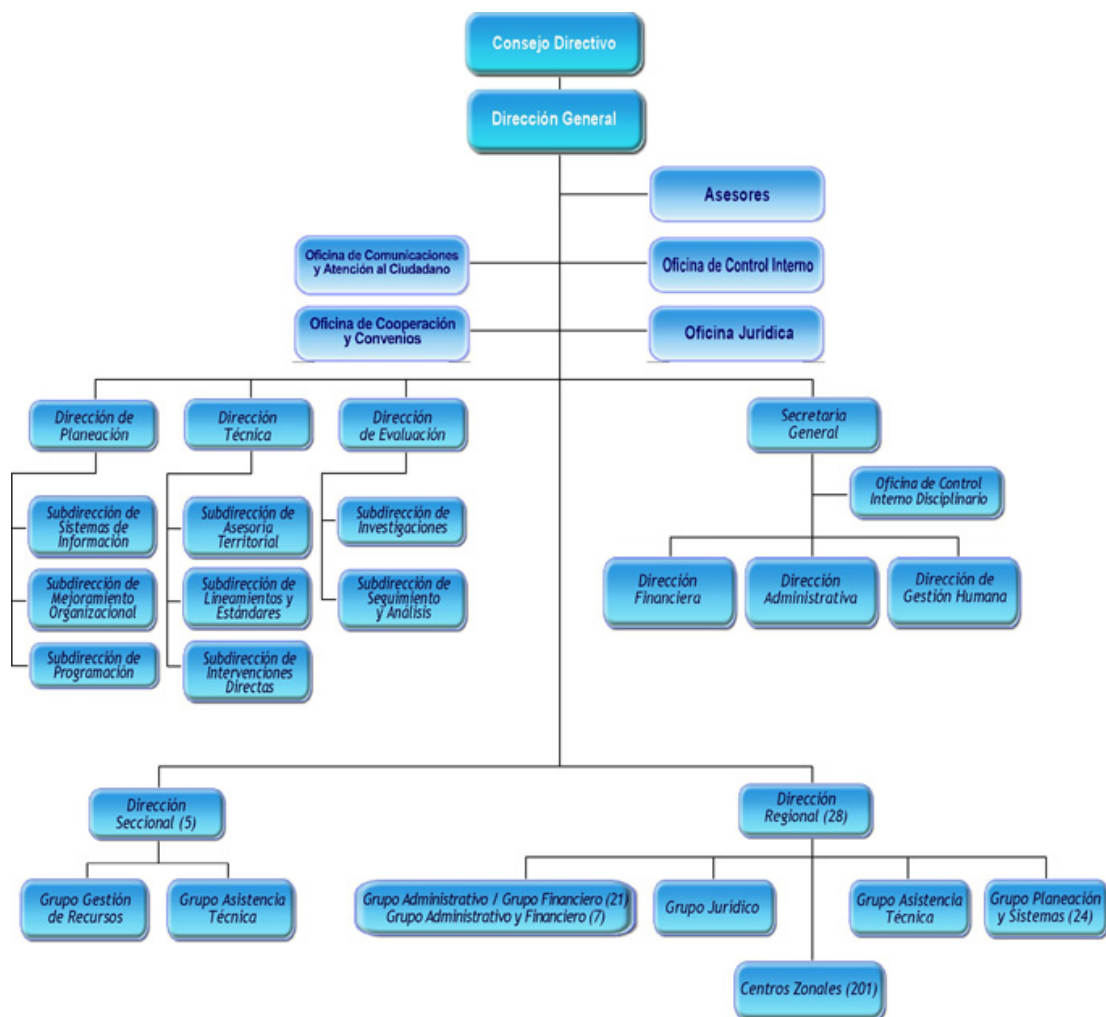 Consejo Directivo
Dirección General
Asesores
Oficina de Comunicaciones
y Atención al Ciudadano
Oficina de Control Interno
Oficina de Cooperación
y Convenios
Oficina Jurídica
Dirección de
Planeación
Dirección
Técnica
Dirección
de Evaluación
Secretaria
General
Oficina de Control
Interno Disciplinario
Subdirección de
Sistemas de
Información
Subdirección de
Asesoría
Territorial
Subdirección de
Investigaciones
Dirección
Financiera
Dirección
Administrativa
Dirección de
Gestión Humana
Subdirección de
Mejoramiento
Organizacional
Subdirección de
Lineamientos y
Estándares
Subdirección de
Seguimiento
y Análisis
Subdirección de
Programación
Subdirección de
Intervenciones
Directas
Dirección
Seccional (5)
Dirección
Regional (28)
Grupo Gestión
de Recursos
Grupo Asistencia
Técnica
Grupo Administrativo / Grupo Financiero (21)
Grupo Administrativo y Financiero (7)
Grupo Jurídico
Grupo Asistencia
Técnica
Grupo Planeación
y Sistemas (24)
Centros Zonales (201)